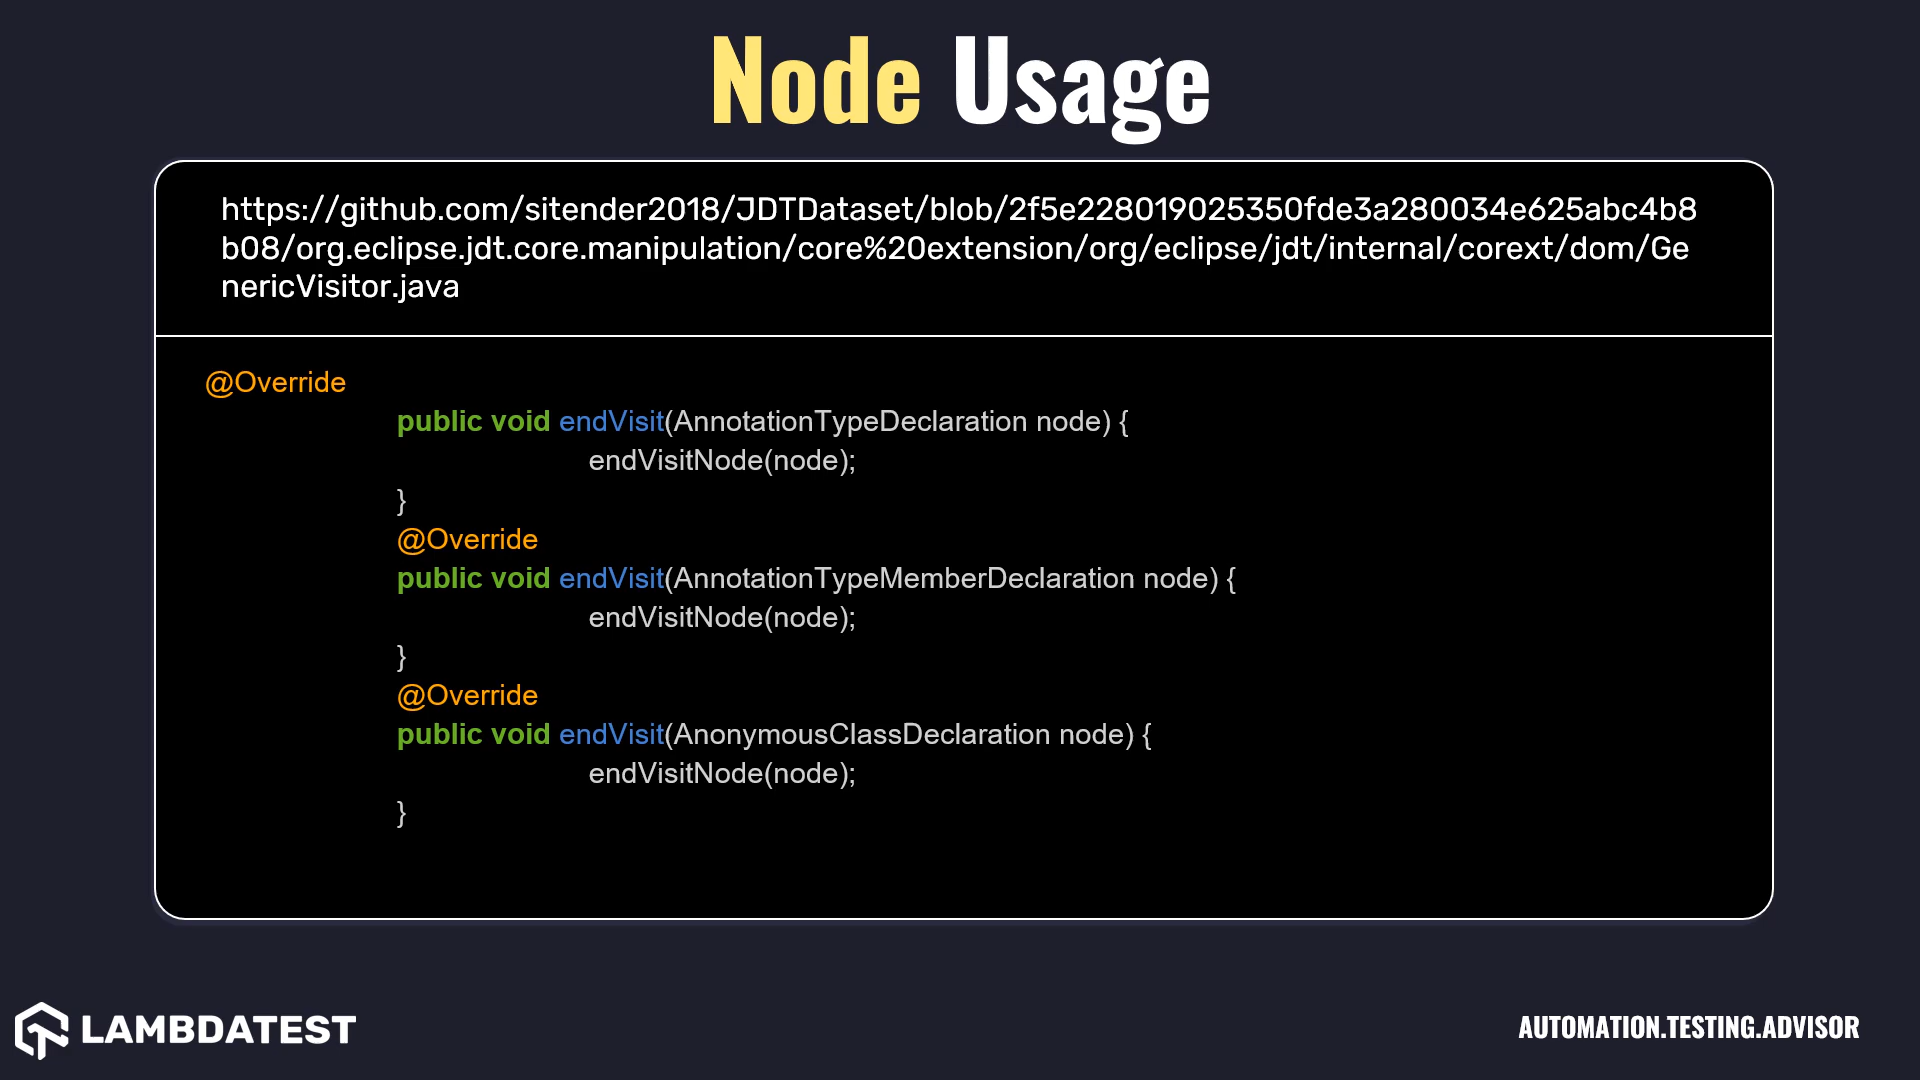 Node Usage
https://github.com/sitender2018/JDTDataset/blob/2f5e228019025350fde3a280034e625abc4b8
b08/org.eclipse.jdt.core.manipulation/core%20extension/org/eclipse/jdt/internal/corext/dom/Ge
nericVisitor.java
@Override
public void endVisit(AnnotationTypeDeclaration node) {
endVisitNode(node);
}
@Override
public void endVisit(AnnotationTypeMemberDeclaration node) {
endVisitNode(node);
}
@Override
public void endVisit(AnonymousClassDeclaration node) {
endVisitNode(node);
}
LAMBDATEST
AUTOMATION.TESTING.ADVISOR